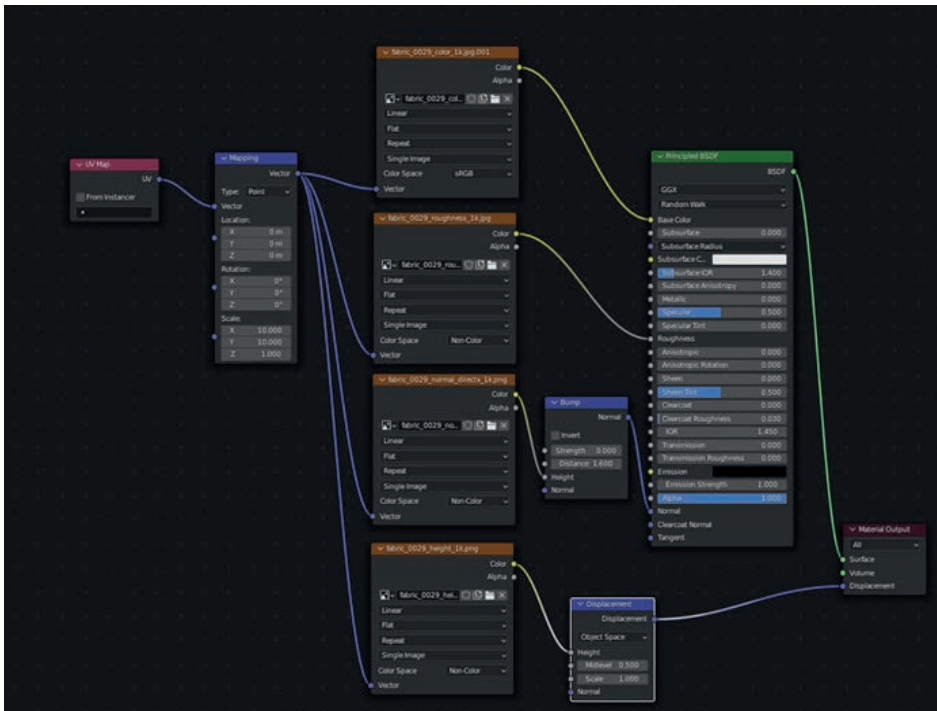 UV Map
UV
From Instancer
Mapping
Vector
Type: Point
Vector
Location:
X 0 m
Y 0 m
Z 0 m
Rotation:
X 0°
Y 0°
Z 0°
Scale:
X 10.000
Y 10.000
Z 1.000
fabric_0029_color_1k.jpg.001
Color
Alpha
fabric_0029_col...
Linear
Flat
Repeat
Single Image
Color Space sRGB
Vector
fabric_0029_roughness_1k.jpg
Color
Alpha
fabric_0029_rou...
Linear
Flat
Repeat
Single Image
Color Space Non-Color
Vector
fabric_0029_normal_directx_1k.png
Color
Alpha
fabric_0029_no...
Linear
Flat
Repeat
Single Image
Color Space Non-Color
Vector
fabric_0029_height_1k.png
Color
Alpha
fabric_0029_hei...
Linear
Flat
Repeat
Single Image
Color Space Non-Color
Vector
Bump
Normal
Invert
Strength 0.000
Distance 1.600
Height
Normal
Displacement
Displacement
Object Space
Height
Midlevel 0.500
Scale 1.000
Normal
Principled BSDF
BSDF
GGX
Random Walk
Base Color
Subsurface 0.000
Subsurface Radius
Subsurface C...
Subsurface IOR 1.400
Subsurface Anisotropy 0.000
Metallic 0.000
Specular 0.500
Specular Tint 0.000
Roughness
Anisotropic 0.000
Anisotropic Rotation 0.000
Sheen 0.000
Sheen Tint 0.500
Clearcoat 0.000
Clearcoat Roughness 0.030
IOR 1.450
Transmission 0.000
Transmission Roughness 0.000
Emission
Emission Strength 1.000
Alpha 1.000
Normal
Clearcoat Normal
Tangent
Material Output
All
Surface
Volume
Displacement